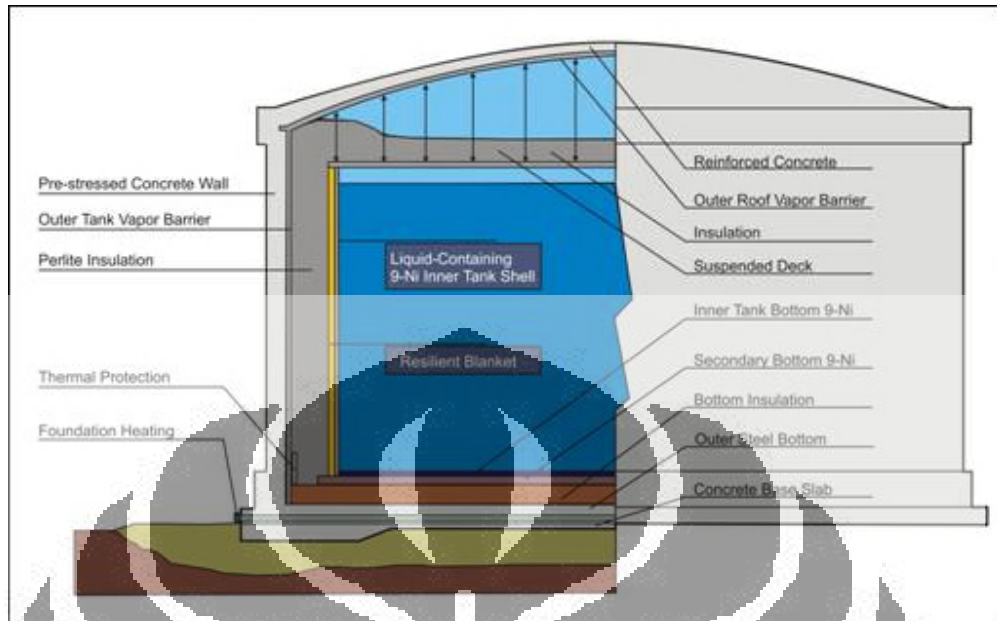 Pre-stressed Concrete Wall
Outer Tank Vapor Barrier
Perlite Insulation
Thermal Protection
Foundation Heating
Liquid-Containing
9-Ni Inner Tank Shell
Resilient Blanket
Reinforced Concrete
Outer Roof Vapor Barrier
Insulation
Suspended Deck
Inner Tank Bottom 9-Ni
Secondary Bottom 9-Ni
Bottom Insulation
Outer Steel Bottom
Concrete Base Slab